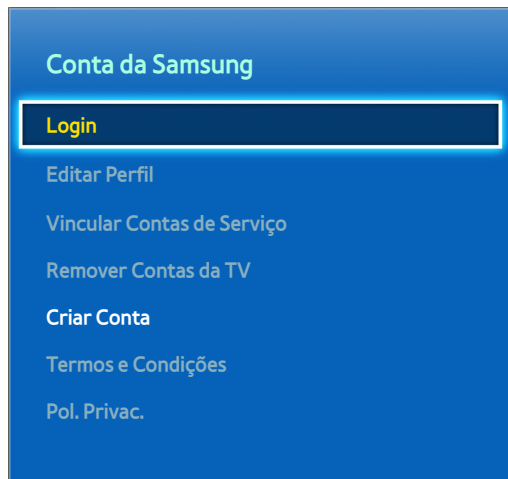 Conta da Samsung
Login
Editar Perfil
Vincular Contas de Serviço
Remover Contas da TV
Criar Conta
Termos e Condições
Pol. Privac.